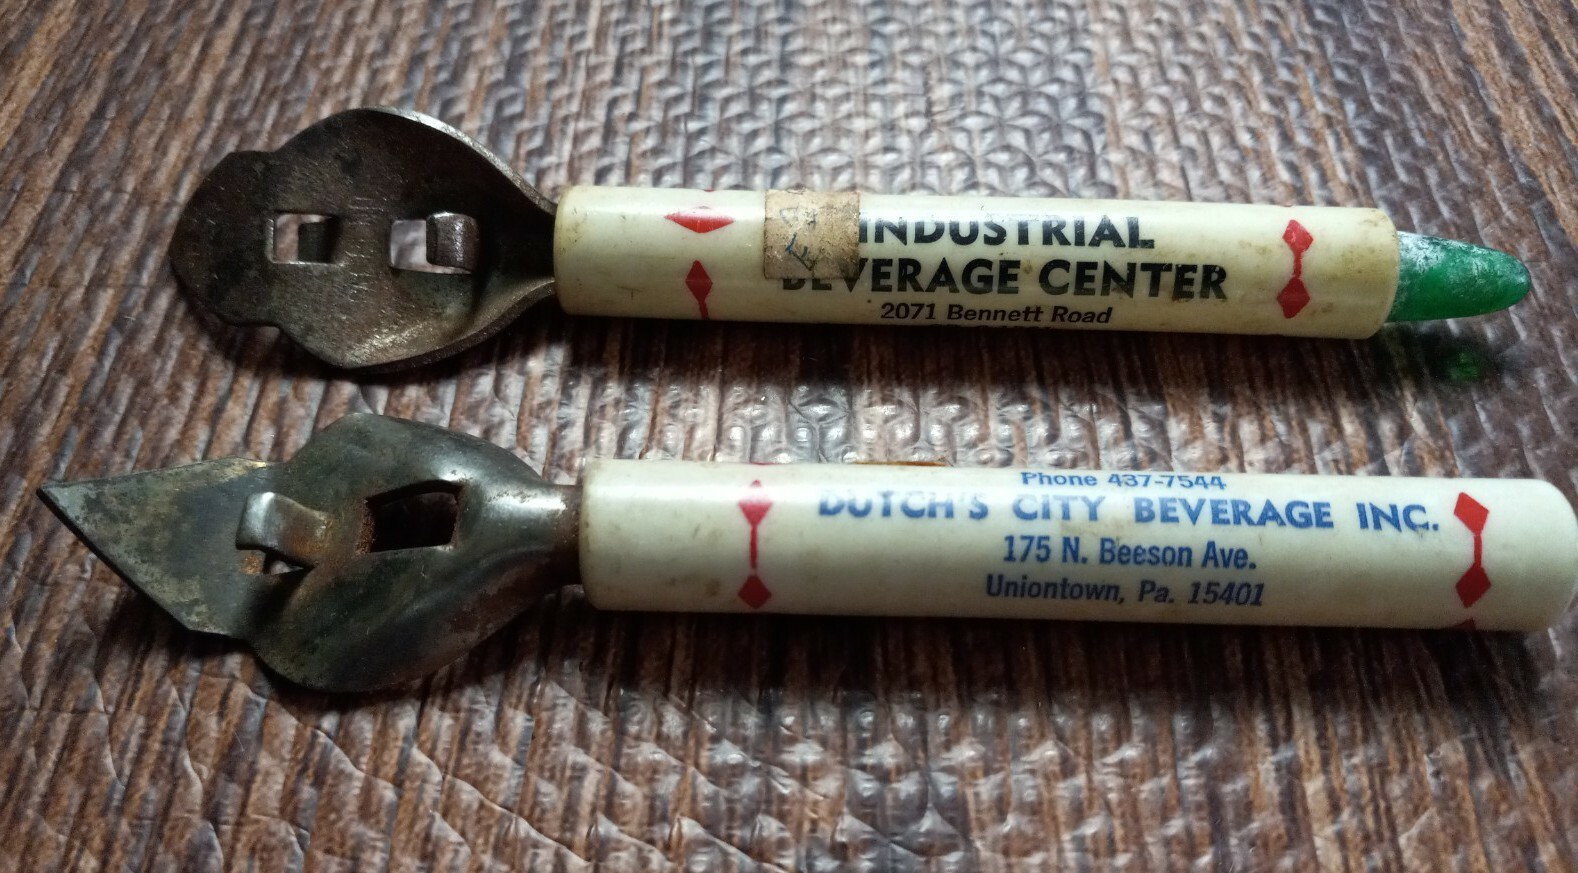 INDUSTRIAL
BEVERAGE CENTER
2071 Bennett Road
Phone 437-7544
DUTCH'S CITY BEVERAGE INC.
175 N. Beeson Ave.
Uniontown, Pa. 15401